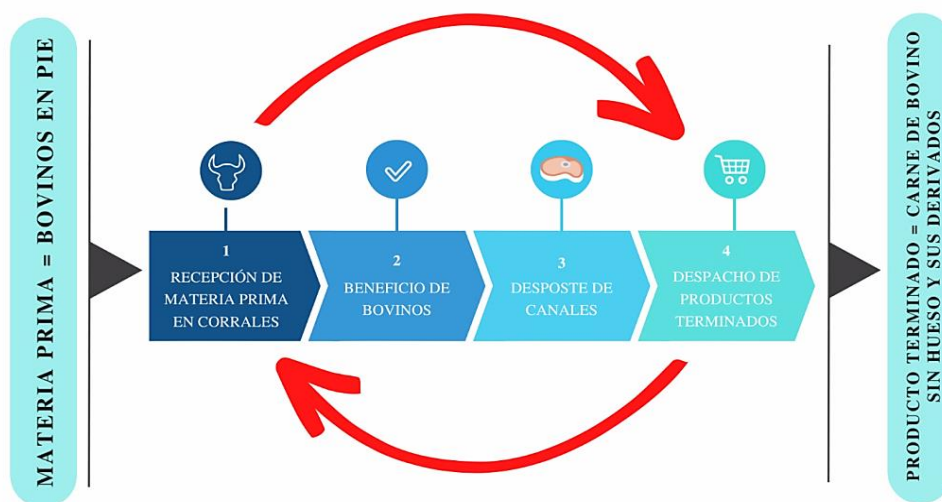 MATERIA PRIMA = BOVINOS EN PIE
1
RECEPCIÓN DE
MATERIA PRIMA
EN CORRALES
2
BENEFICIO DE
BOVINOS
3
DESPOSTE DE
CANALES
4
DESPACHO DE
PRODUCTOS
TERMINADOS
PRODUCTO TERMINADO = CARNE DE BOVINO
SIN HUESO Y SUS DERIVADOS